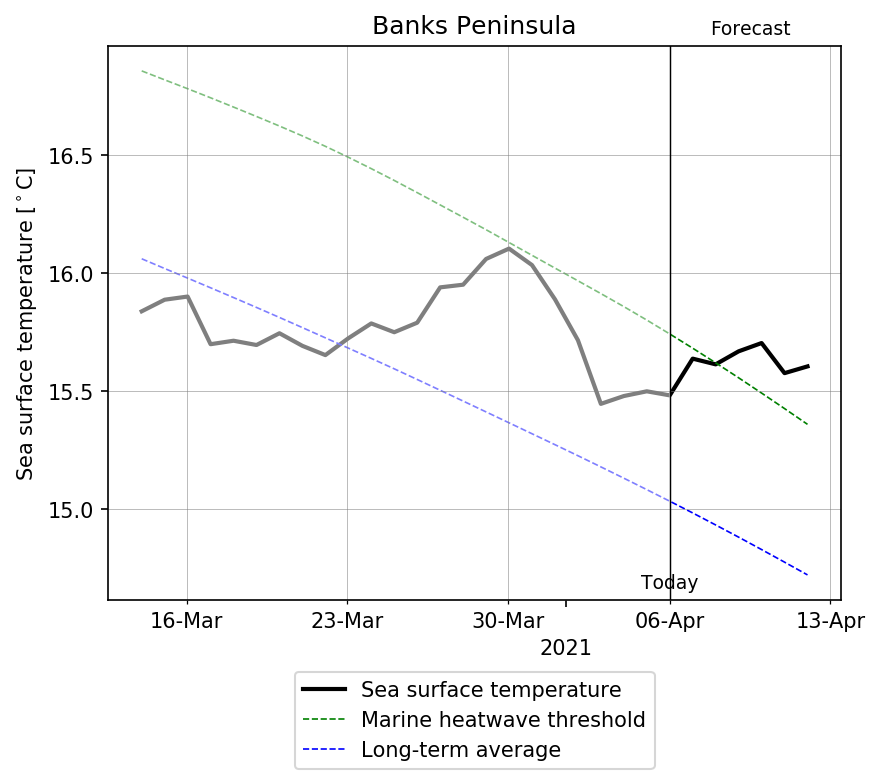 Banks Peninsula
Forecast
Sea surface temperature [°C]
16.5
16.0
15.5
15.0
Today
16-Mar
23-Mar
30-Mar
06-Apr
13-Apr
2021
Sea surface temperature
Marine heatwave threshold
Long-term average